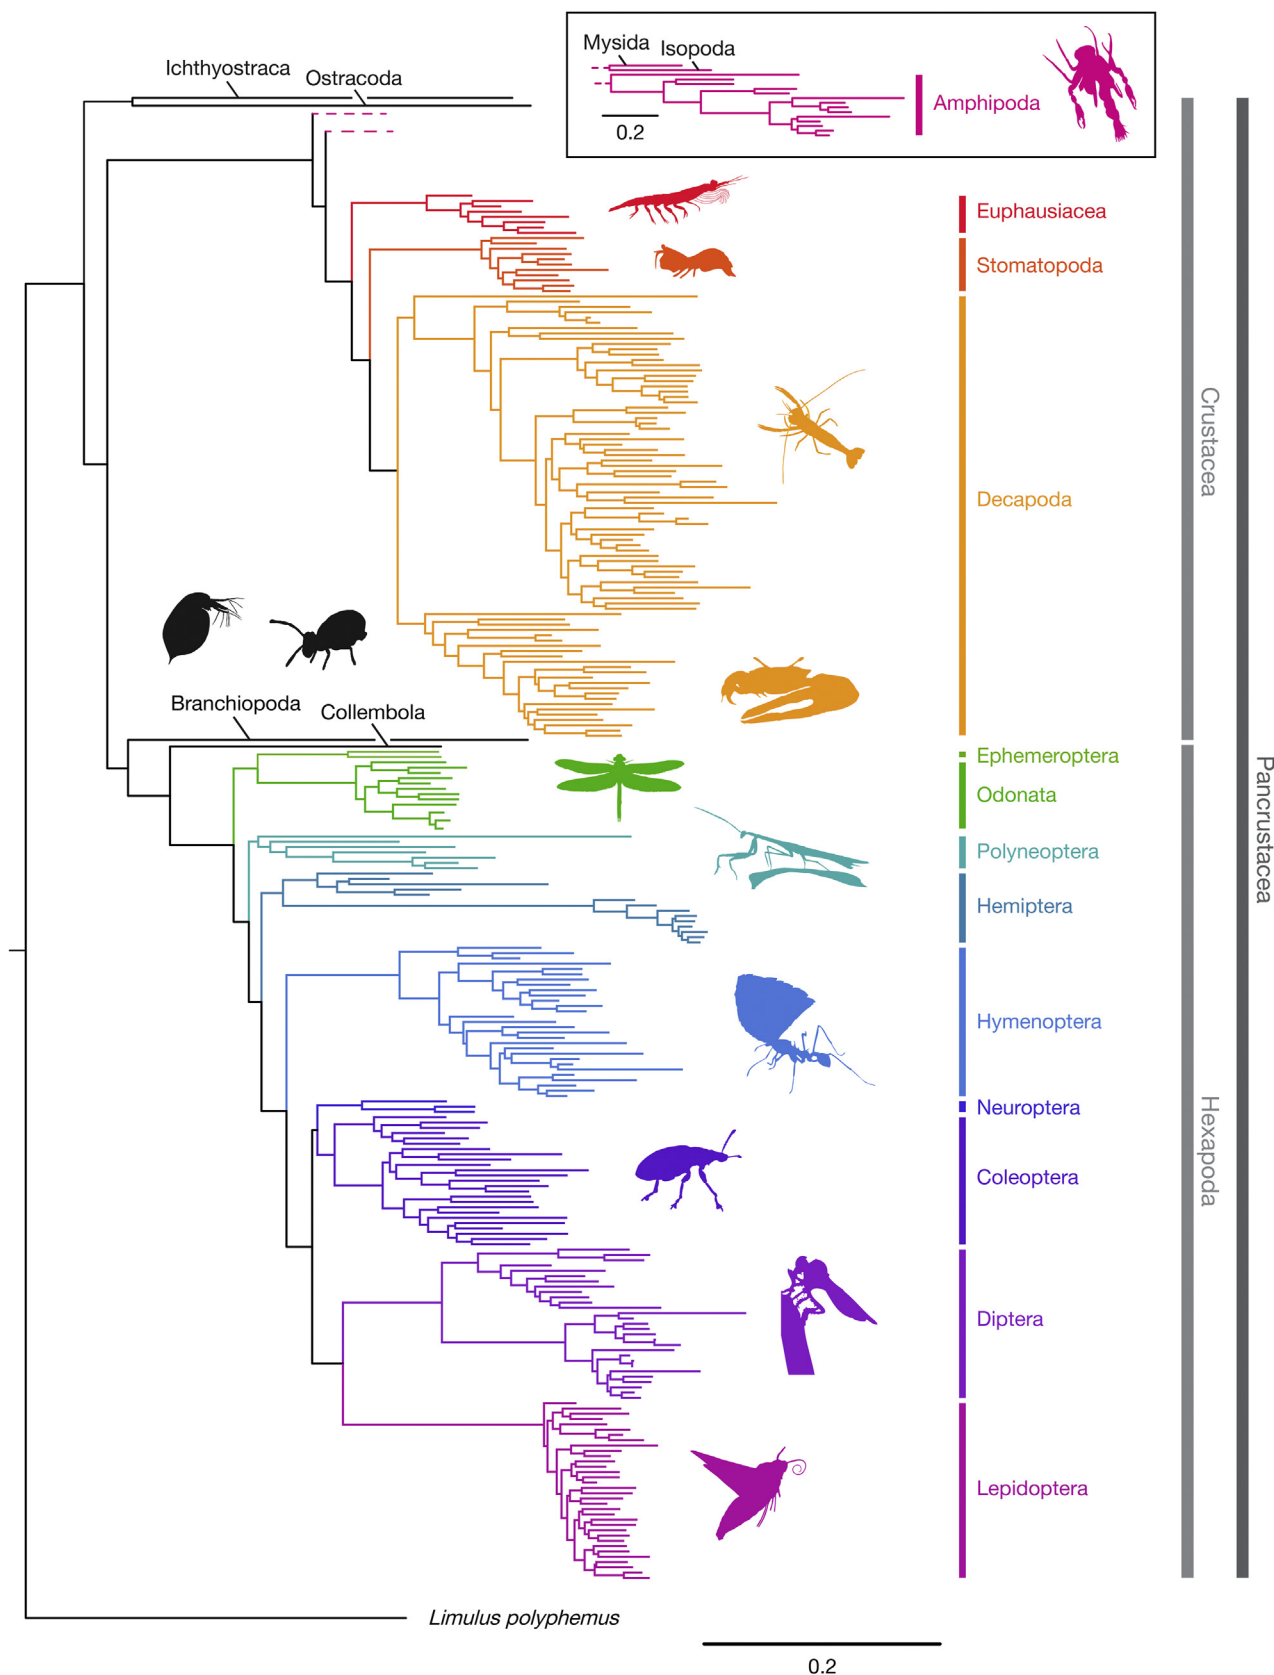 Mysida
Isopoda
Ichthyostraca
Ostracoda
Amphipoda
0.2
Euphausiacea
Stomatopoda
Crustacea
Decapoda
Branchiopoda
Collembola
Ephemeroptera
Odonata
Pancrustacea
Polyneoptera
Hemiptera
Hymenoptera
Neuroptera
Hexapoda
Coleoptera
Diptera
Lepidoptera
Limulus polyphemus
0.2